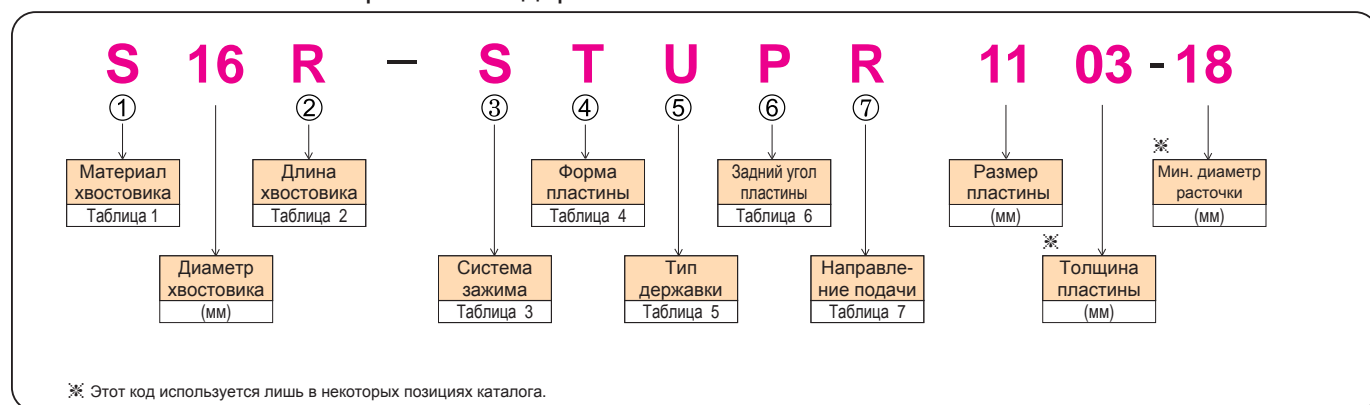 S 16 R – S T U P R 11 03 - 18
① ② ③ ④ ⑤ ⑥ ⑦
Материал
хвостовика
Таблица 1
Длина
хвостовика
Таблица 2
Форма
пластины
Таблица 4
Задний угол
пластины
Таблица 6
Размер
пластины
(мм)
※
Мин. диаметр
расточки
(мм)
Диаметр
хвостовика
(мм)
Система
зажима
Таблица 3
Тип
державки
Таблица 5
Направле-
ние подачи
Таблица 7
※
Толщина
пластины
(мм)
※ Этот код используется лишь в некоторых позициях каталога.